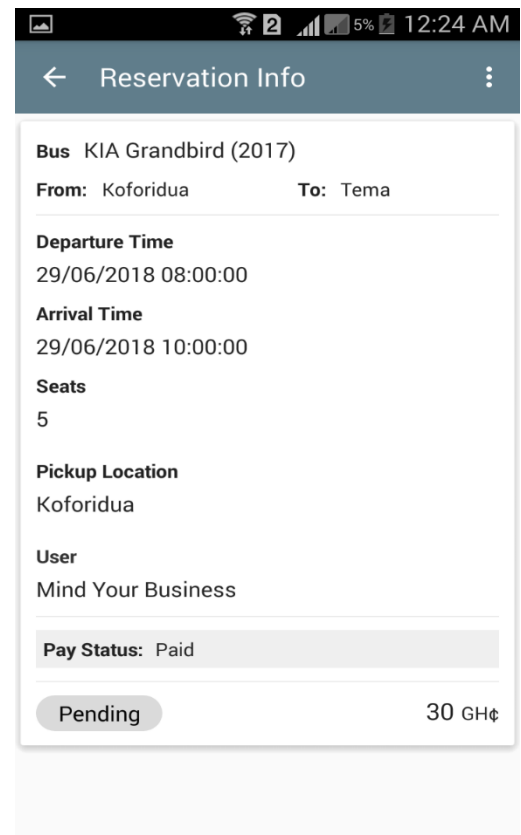 2 5% 12:24 AM
Reservation Info
Bus KIA Grandbird (2017)
From: Koforidua To: Tema
Departure Time
29/06/2018 08:00:00
Arrival Time
29/06/2018 10:00:00
Seats
5
Pickup Location
Koforidua
User
Mind Your Business
Pay Status: Paid
Pending 30 GH¢